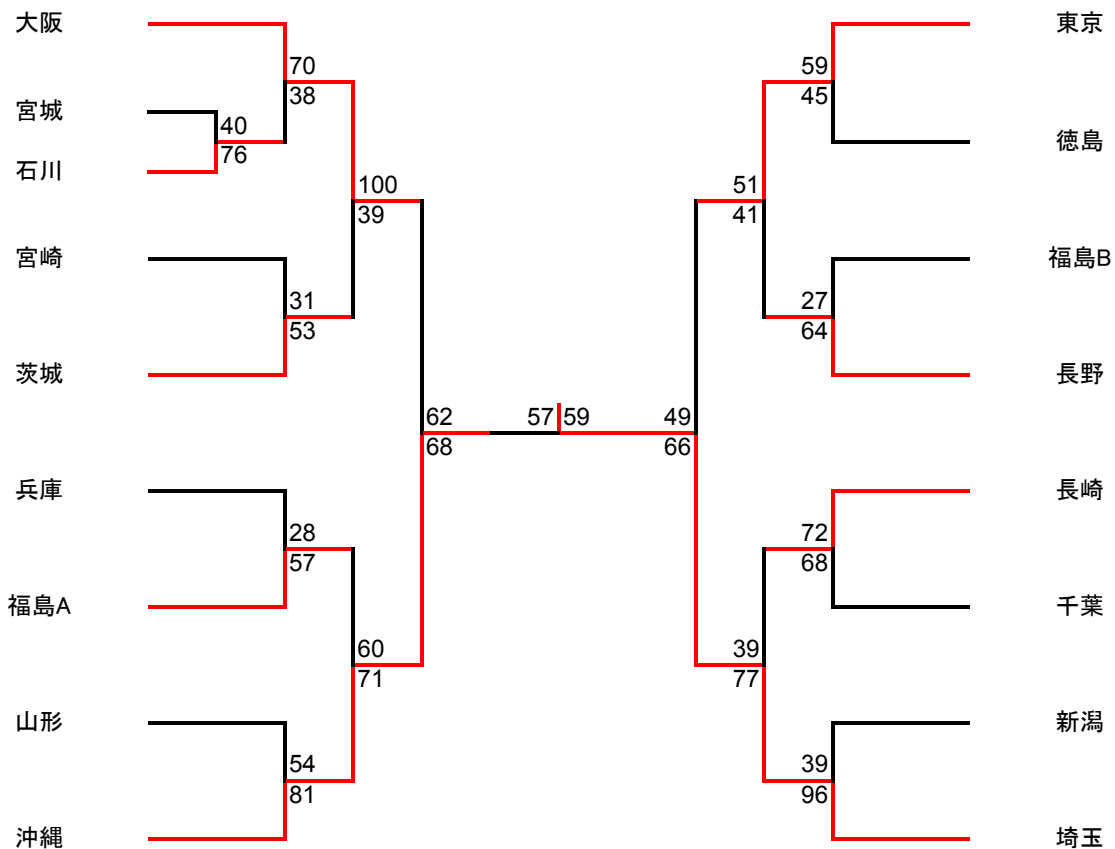 大阪 東京
70 59
38 45
宮城
40
徳島
76
石川
100 51
39 41
宮崎 福島B
31 27
53 64
茨城 長野
62 57 59 49
68 66
兵庫 長崎
28 72
57 68
福島A 千葉
60 39
71 77
山形 新潟
54 39
81 96
沖縄 埼玉